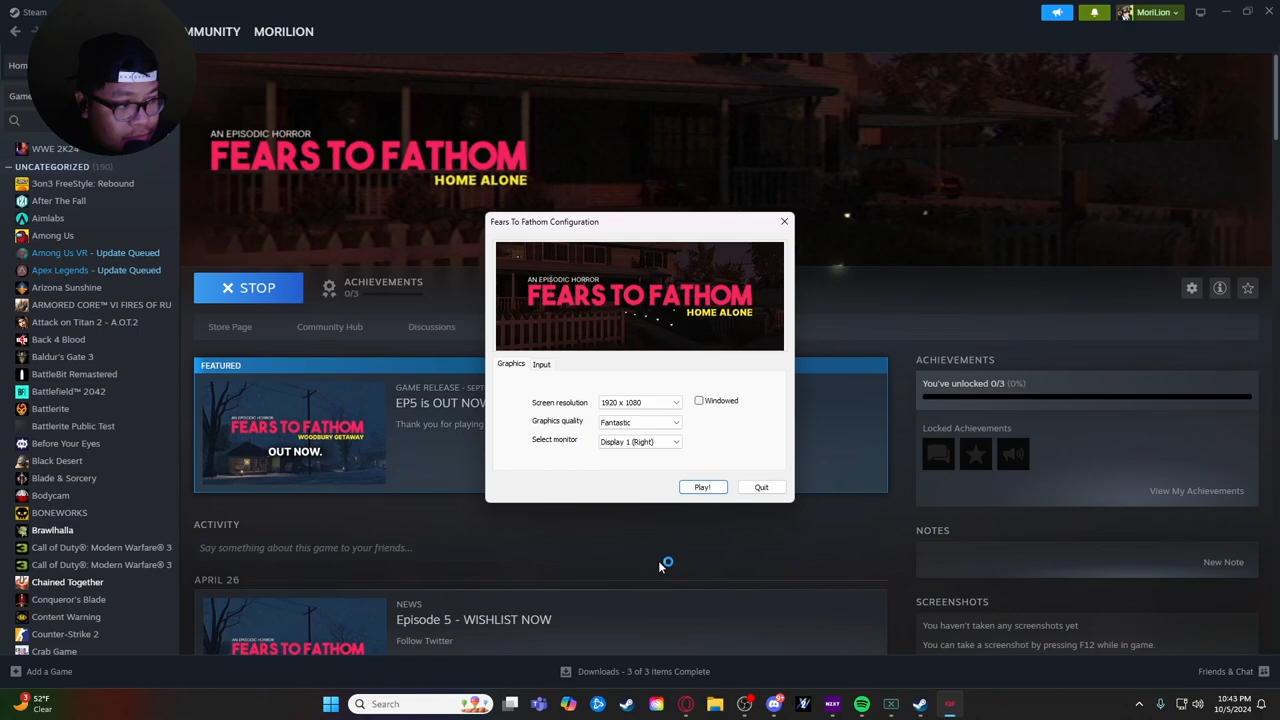 Steam
MoriLion
MMUNITY MORILION
Hom
Game
WWE 2K24
UNCATEGORIZED (190)
3on3 FreeStyle: Rebound
After The Fall
Aimlabs
Among Us
Among Us VR - Update Queued
Apex Legends - Update Queued
Arizona Sunshine
ARMORED CORE™ VI FIRES OF RU
Attack on Titan 2 - A.O.T.2
Back 4 Blood
Baldur's Gate 3
BattleBit Remastered
Battlefield™ 2042
Battlerite
Battlerite Public Test
Before Your Eyes
Black Desert
Blade & Sorcery
Bodycam
BONEWORKS
Brawlhalla
Call of Duty®: Modern Warfare® 3
Call of Duty®: Modern Warfare® 3
Chained Together
Conqueror's Blade
Content Warning
Counter-Strike 2
Crab Game
AN EPISODIC HORROR
FEARS TO FATHOM
HOME ALONE
STOP
ACHIEVEMENTS
0/3
Store Page Community Hub Discussions
FEATURED
AN EPISODIC HORROR
FEARS TO FATHOM
WOODBURY GETAWAY
OUT NOW.
GAME RELEASE - SEPT
EP5 is OUT NOW
Thank you for playing
ACTIVITY
Say something about this game to your friends...
APRIL 26
AN EPISODIC HORROR
FEARS TO FATHOM
NEWS
Episode 5 - WISHLIST NOW
Follow Twitter
Fears To Fathom Configuration
AN EPISODIC HORROR
FEARS TO FATHOM
HOME ALONE
Graphics Input
Screen resolution 1920 x 1080 Windowed
Graphics quality Fantastic
Select monitor Display 1 (Right)
Play! Quit
ACHIEVEMENTS
You've unlocked 0/3 (0%)
Locked Achievements
View My Achievements
NOTES
New Note
SCREENSHOTS
You haven't taken any screenshots yet
You can take a screenshot by pressing F12 while in game.
Add a Game
Downloads - 3 of 3 Items Complete
Friends & Chat
52°F
Clear
Search
10:43 PM
10/5/2024